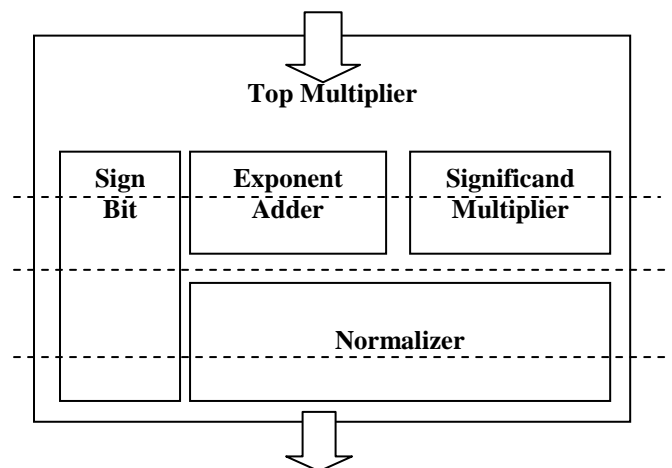 Top Multiplier
Sign
Bit
Exponent
Adder
Significand
Multiplier
Normalizer